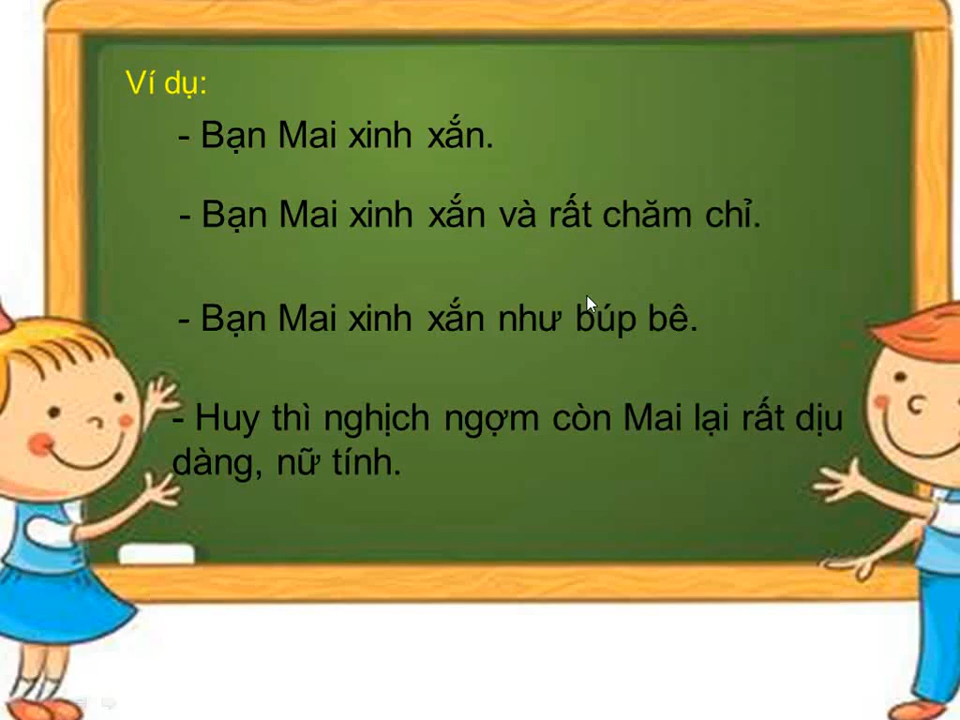 Ví dụ:
- Bạn Mai xinh xắn.
- Bạn Mai xinh xắn và rất chăm chỉ.
- Bạn Mai xinh xắn như búp bê.
- Huy thì nghịch ngợm còn Mai lại rất dịu
dàng, nữ tính.